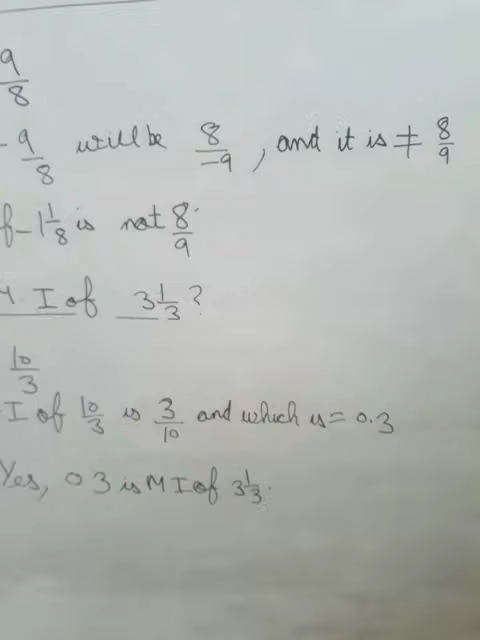 9/8
- 9/8 will be 8/-9, and it is ≠ 8/9
f -1 1/8 is not 8/9.
M.I of 3 1/3?
10/3
I of 10/3 is 3/10 and which is = 0.3
Yes, 0.3 is M I of 3 1/3.